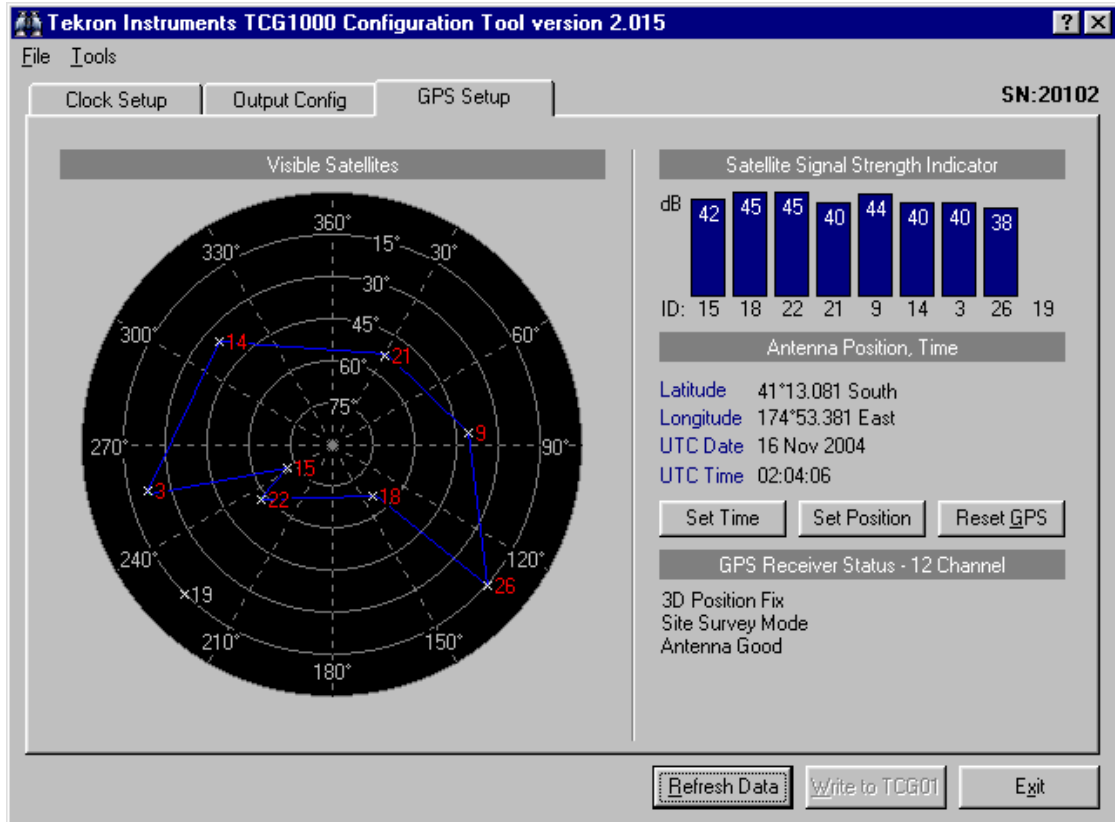 Tekron Instruments TCG1000 Configuration Tool version 2.015
File Tools
Clock Setup Output Config GPS Setup SN:20102
Visible Satellites
360°
330° 15° 30°
30°
300° 45° 60°
14 21
60°
75° 9
270° 90°
15
3 22 18
240° 120°
19 26
210° 150°
180°
Satellite Signal Strength Indicator
dB 42 45 45 40 44 40 40 38
ID: 15 18 22 21 9 14 3 26 19
Antenna Position, Time
Latitude 41°13.081 South
Longitude 174°53.381 East
UTC Date 16 Nov 2004
UTC Time 02:04:06
Set Time Set Position Reset GPS
GPS Receiver Status - 12 Channel
3D Position Fix
Site Survey Mode
Antenna Good
Refresh Data Write to TCG01 Exit